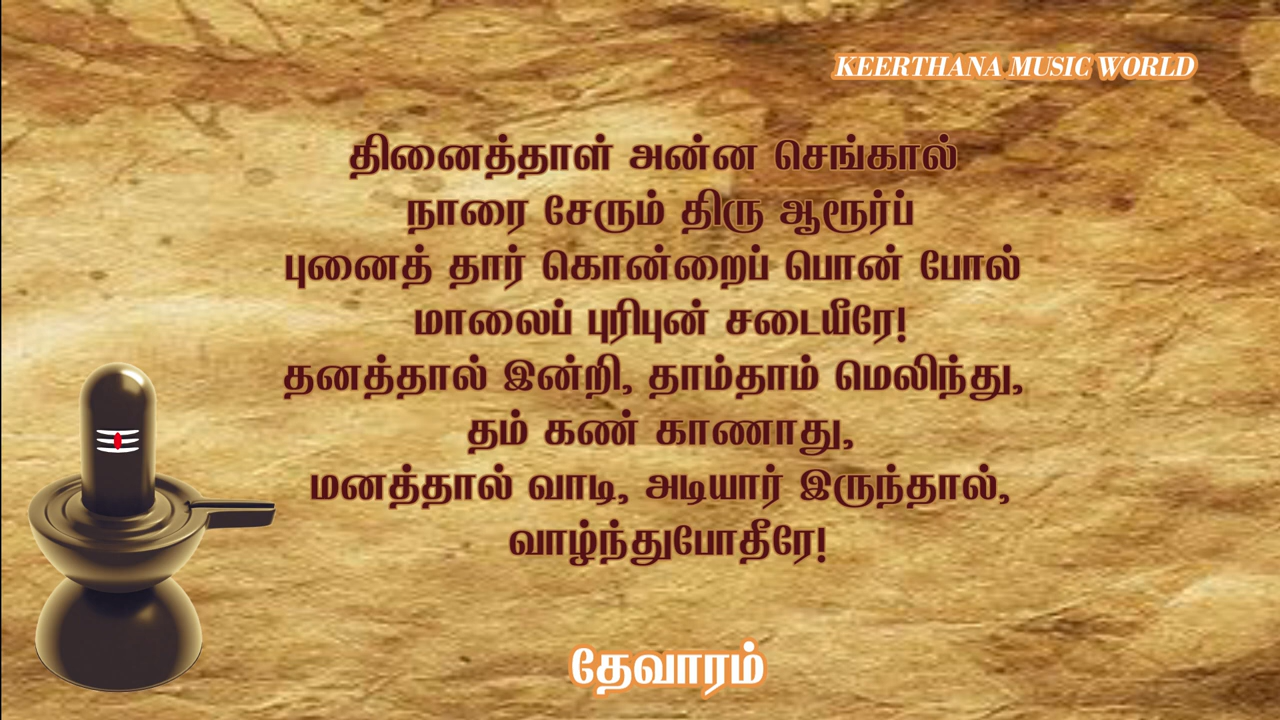 KEERTHANA MUSIC WORLD
தினைத்தாள் அன்ன செங்கால்
நாரை சேரும் திரு ஆரூர்ப்
புனைத் தார் கொன்றைப் பொன் போல்
மாலைப் புரிபுன் சடையீரே!
தனத்தால் இன்றி, தாம்தாம் மெலிந்து,
தம் கண் காணாது,
மனத்தால் வாடி, அடியார் இருந்தால்,
வாழ்ந்துபோதீரே!
தேவாரம்